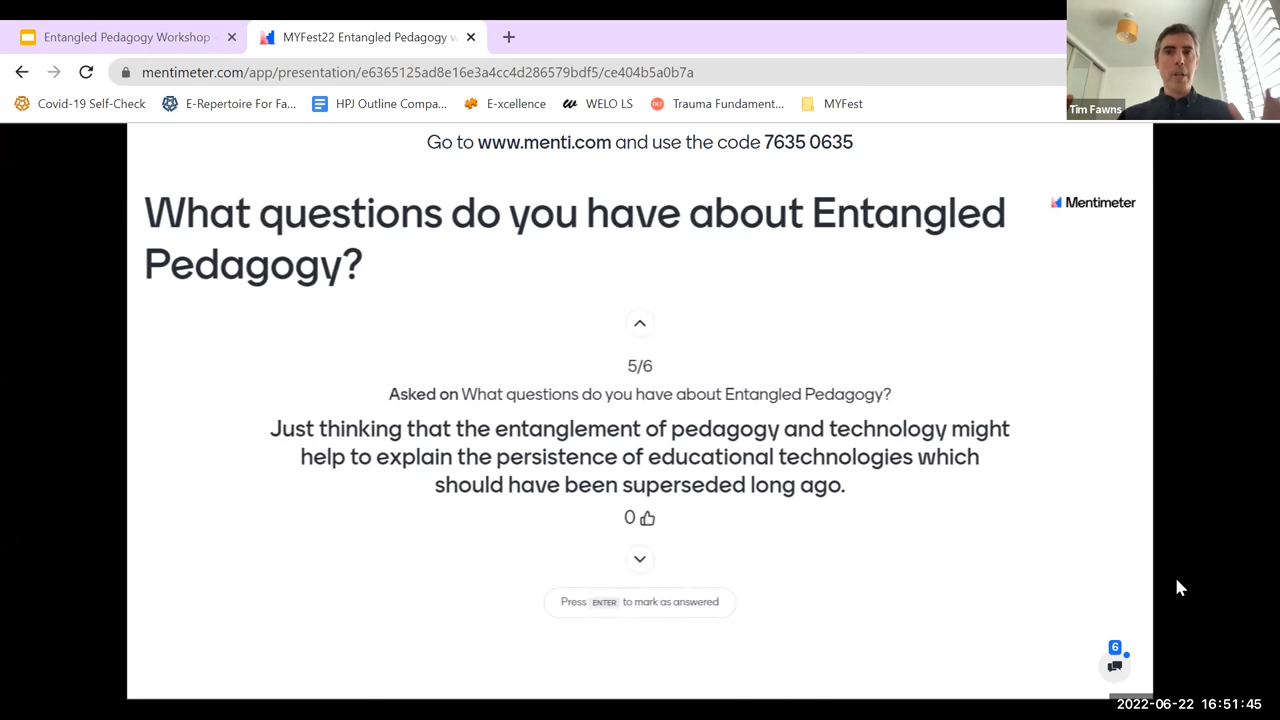 Entangled Pedagogy Workshop
MYFest22 Entangled Pedagogy w
mentimeter.com/app/presentation/e6365125ad8e16e3a4cc4d286579bdf5/ce404b5a0b7a
Covid-19 Self-Check
E-Repertoire For Fa...
HPJ Outline Compa...
E-xcellence
WELO LS
Trauma Fundament...
MYFest
Tim Fawns
Go to www.menti.com and use the code 7635 0635
What questions do you have about Entangled
Pedagogy?
Mentimeter
5/6
Asked on What questions do you have about Entangled Pedagogy?
Just thinking that the entanglement of pedagogy and technology might
help to explain the persistence of educational technologies which
should have been superseded long ago.
0
Press ENTER to mark as answered
6
2022-06-22 16:51:45